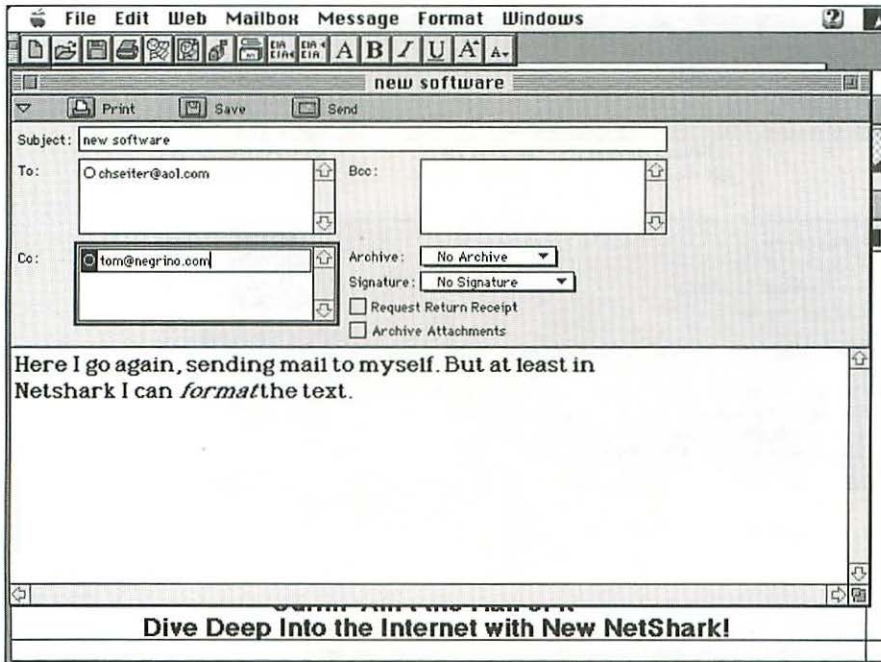 File Edit Web Mailbox Message Format Windows
A B I U A A
new software
Print Save Send
Subject: new software
To: chseiter@aol.com Bcc:
Cc: tom@negrino.com Archive: No Archive
Signature: No Signature
Request Return Receipt
Archive Attachments
Here I go again, sending mail to myself. But at least in
Netshark I can format the text.
Dive Deep Into the Internet with New NetShark!